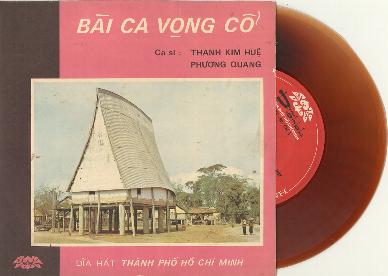 BÀI CA VỌNG CỔ
Ca sĩ : THANH KIM HUỆ
PHƯƠNG QUANG
DĨA HÁT THÀNH PHỐ HỒ CHÍ MINH